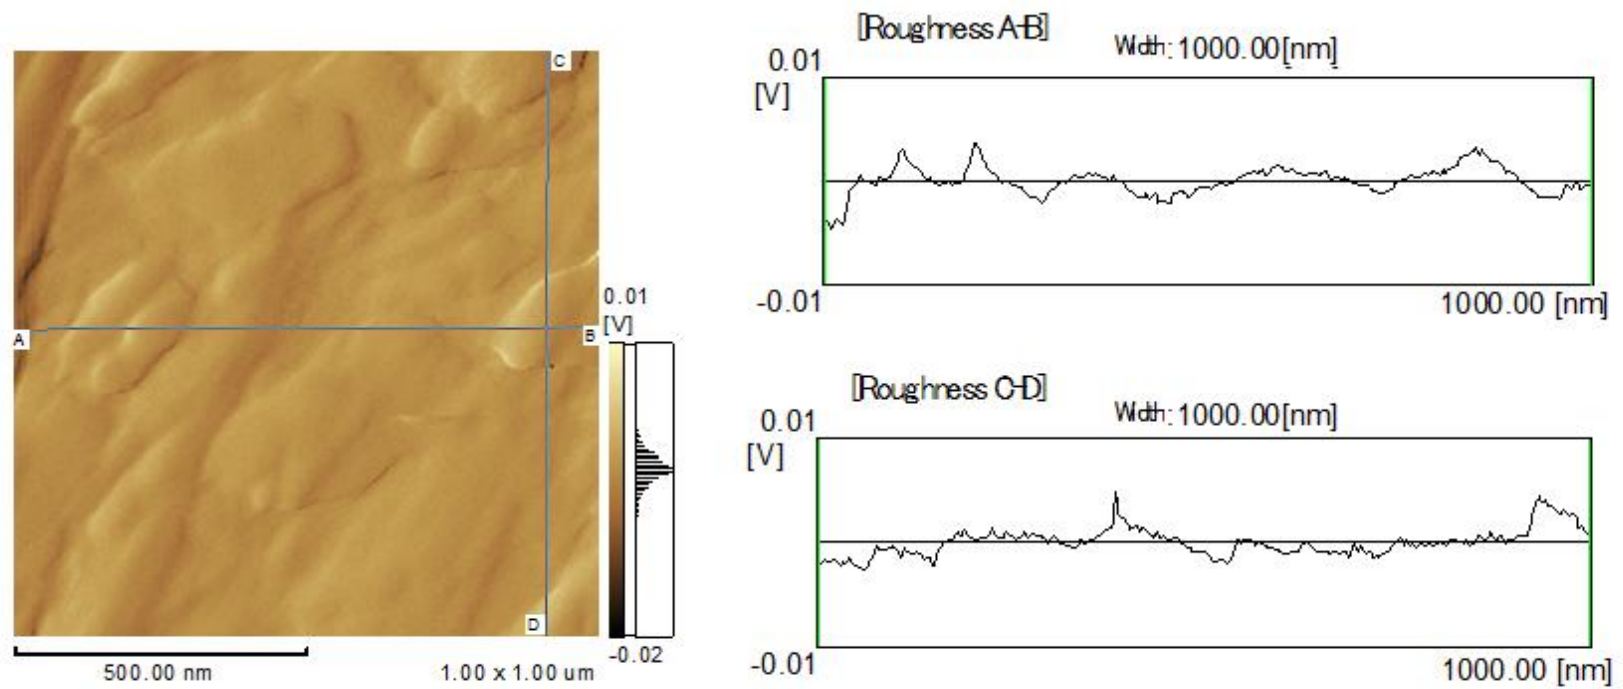 C
A
B
D
0.01
[V]
-0.02
500.00 nm
1.00 x 1.00 um
[Roughness A-B]
Width: 1000.00 [nm]
0.01
[V]
-0.01
1000.00 [nm]
[Roughness C-D]
Width: 1000.00 [nm]
0.01
[V]
-0.01
1000.00 [nm]